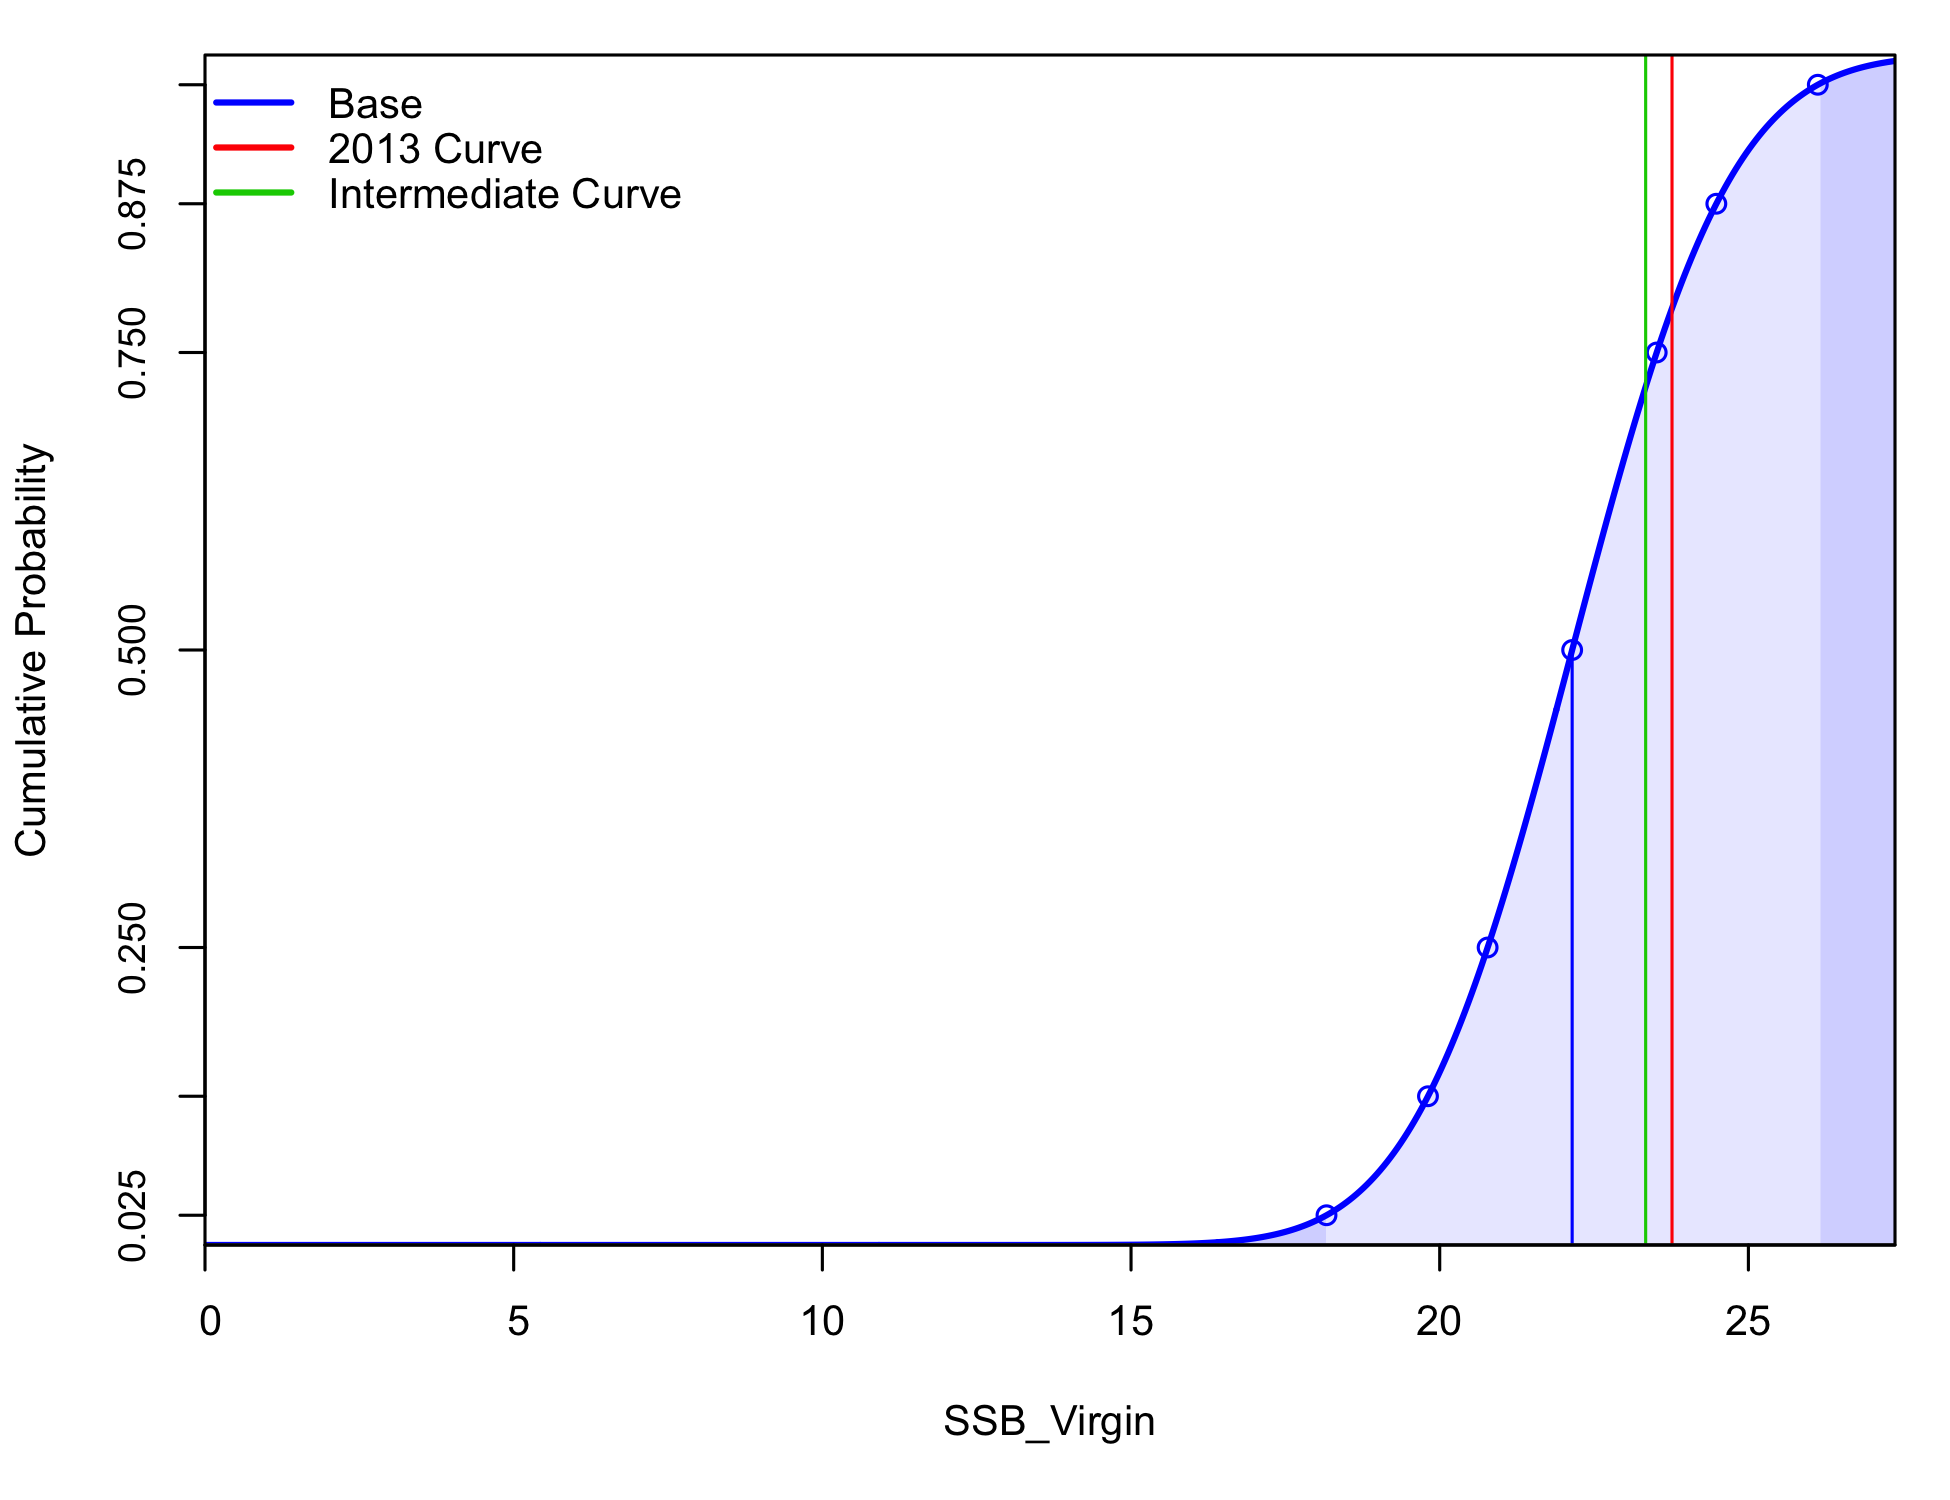 Base
2013 Curve
Intermediate Curve
Cumulative Probability
0.875
0.750
0.500
0.250
0.025
0 5 10 15 20 25
SSB_Virgin